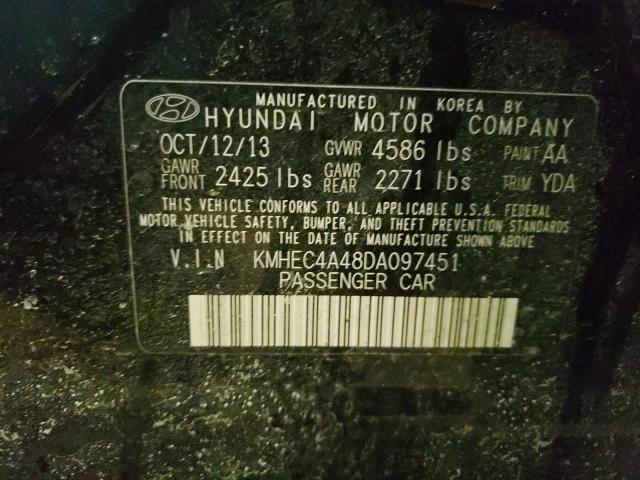 MANUFACTURED IN KOREA BY
HYUNDAI MOTOR COMPANY
OCT/12/13 GVWR 4586 lbs PAINT AA
GAWR FRONT 2425 lbs GAWR REAR 2271 lbs TRIM YDA
THIS VEHICLE CONFORMS TO ALL APPLICABLE U.S.A. FEDERAL
MOTOR VEHICLE SAFETY, BUMPER, AND THEFT PREVENTION STANDARDS
IN EFFECT ON THE DATE OF MANUFACTURE SHOWN ABOVE
V.I.N KMHEC4A48DA097451
PASSENGER CAR